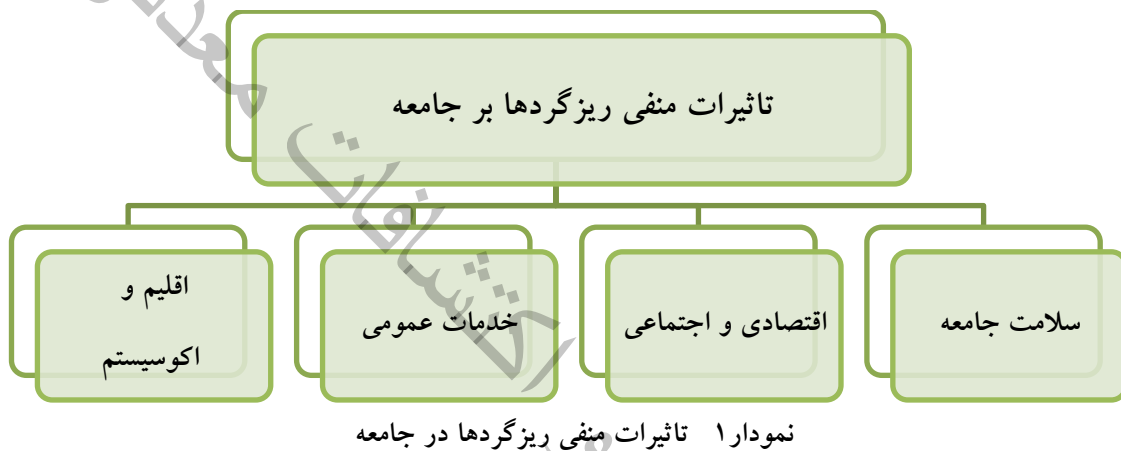 تاثیرات منفی ریزگردها بر جامعه
سلامت جامعه
اقتصادی و اجتماعی
خدمات عمومی
اقلیم و
اکوسیستم
نمودار۱ تاثیرات منفی ریزگردها در جامعه
اکتشافات